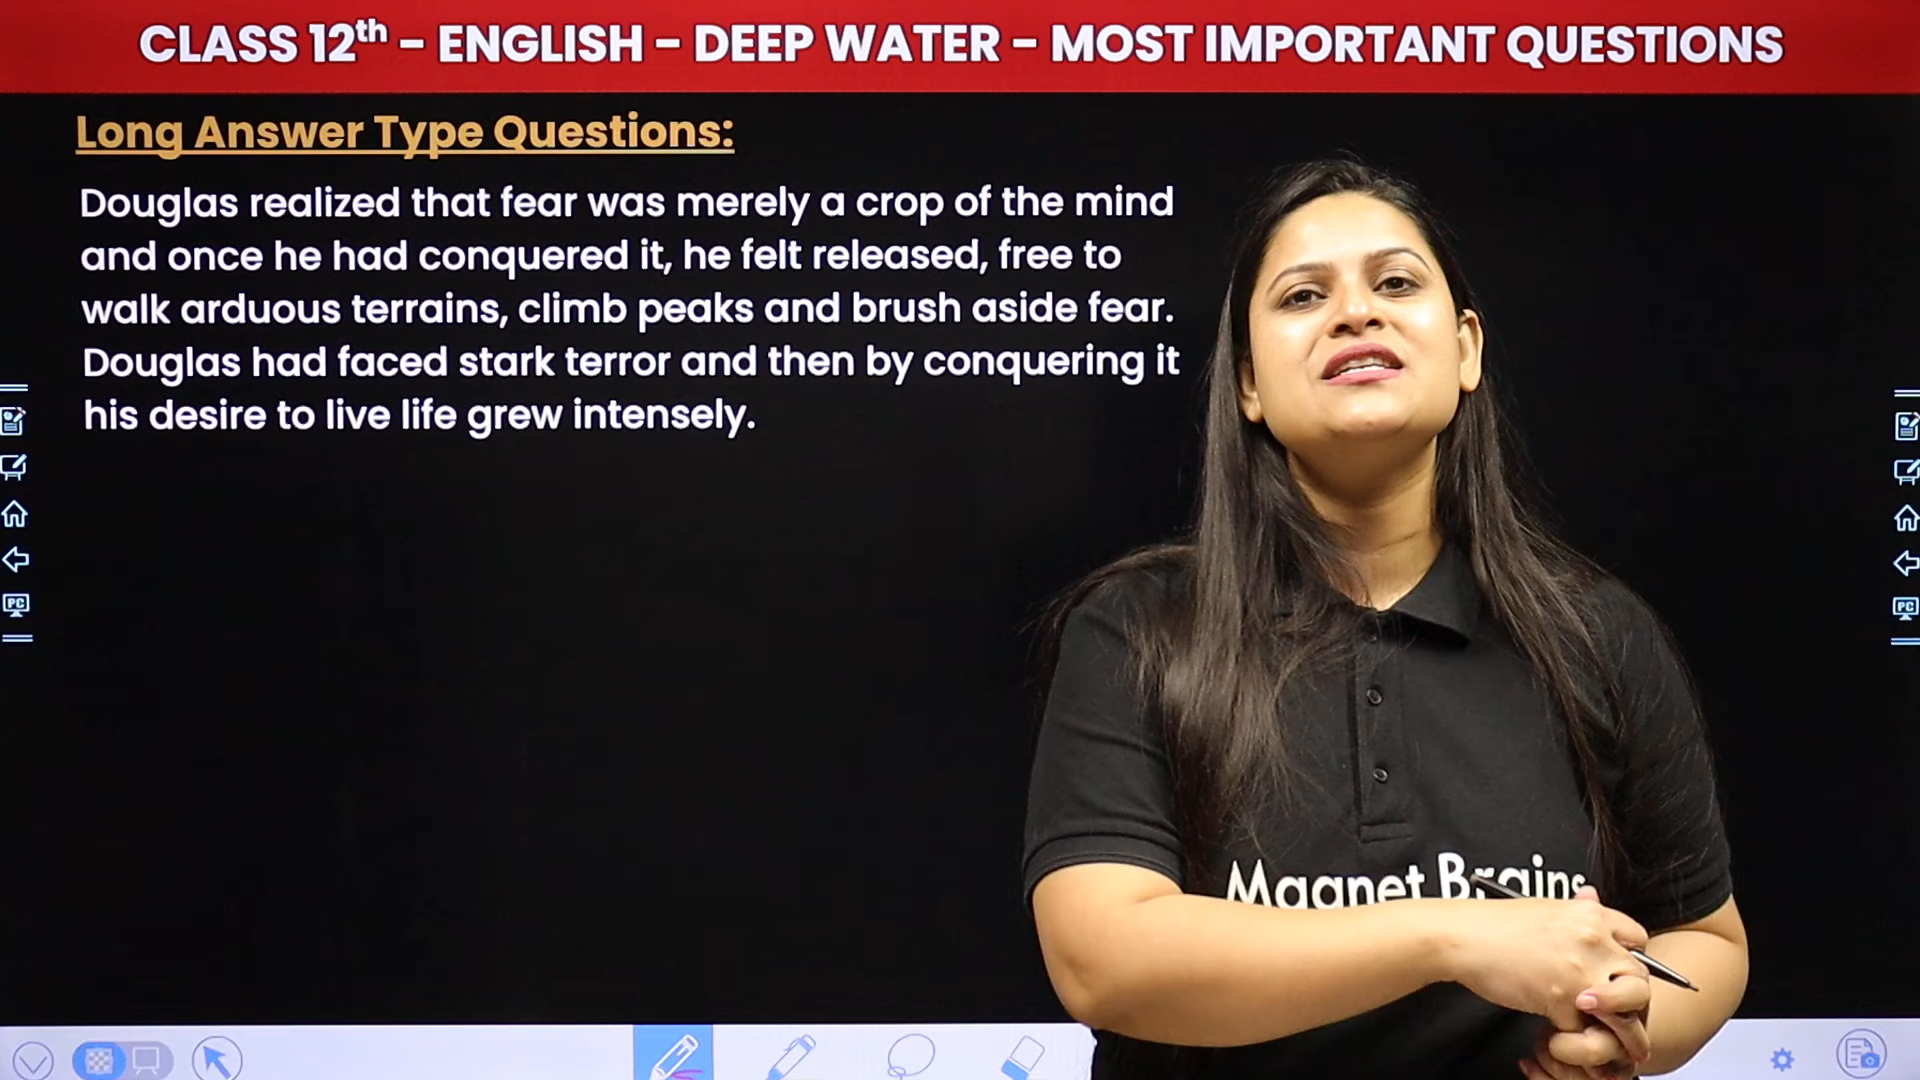 CLASS 12th – ENGLISH – DEEP WATER – MOST IMPORTANT QUESTIONS
Long Answer Type Questions:
Douglas realized that fear was merely a crop of the mind
and once he had conquered it, he felt released, free to
walk arduous terrains, climb peaks and brush aside fear.
Douglas had faced stark terror and then by conquering it
his desire to live life grew intensely.
PC
PC
Magnet Brains